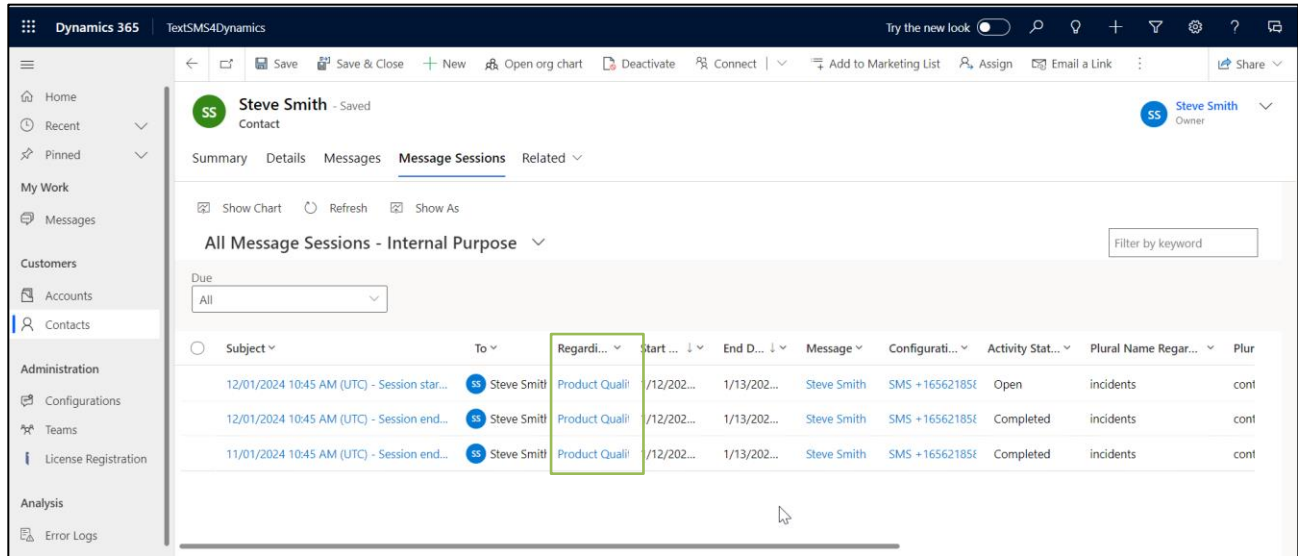 Dynamics 365 TextSMS4Dynamics Try the new look
Save Save & Close New Open org chart Deactivate Connect Add to Marketing List Assign Email a Link Share
Home
Recent
Pinned
My Work
Messages
Customers
Accounts
Contacts
Administration
Configurations
Teams
License Registration
Analysis
Error Logs
SS Steve Smith - Saved
Contact
SS Steve Smith
Owner
Summary Details Messages Message Sessions Related
Show Chart Refresh Show As
All Message Sessions - Internal Purpose
Filter by keyword
Due
All
Subject To Regardi... Start ... End D... Message Configurati... Activity Stat... Plural Name Regar... Plur
12/01/2024 10:45 AM (UTC) - Session star... SS Steve Smith Product Quali 1/12/202... 1/13/202... Steve Smith SMS +165621858 Open incidents cont
12/01/2024 10:45 AM (UTC) - Session end... SS Steve Smith Product Quali /12/202... 1/13/202... Steve Smith SMS +165621858 Completed incidents cont
11/01/2024 10:45 AM (UTC) - Session end... SS Steve Smith Product Quali /12/202... 1/13/202... Steve Smith SMS +165621858 Completed incidents cont